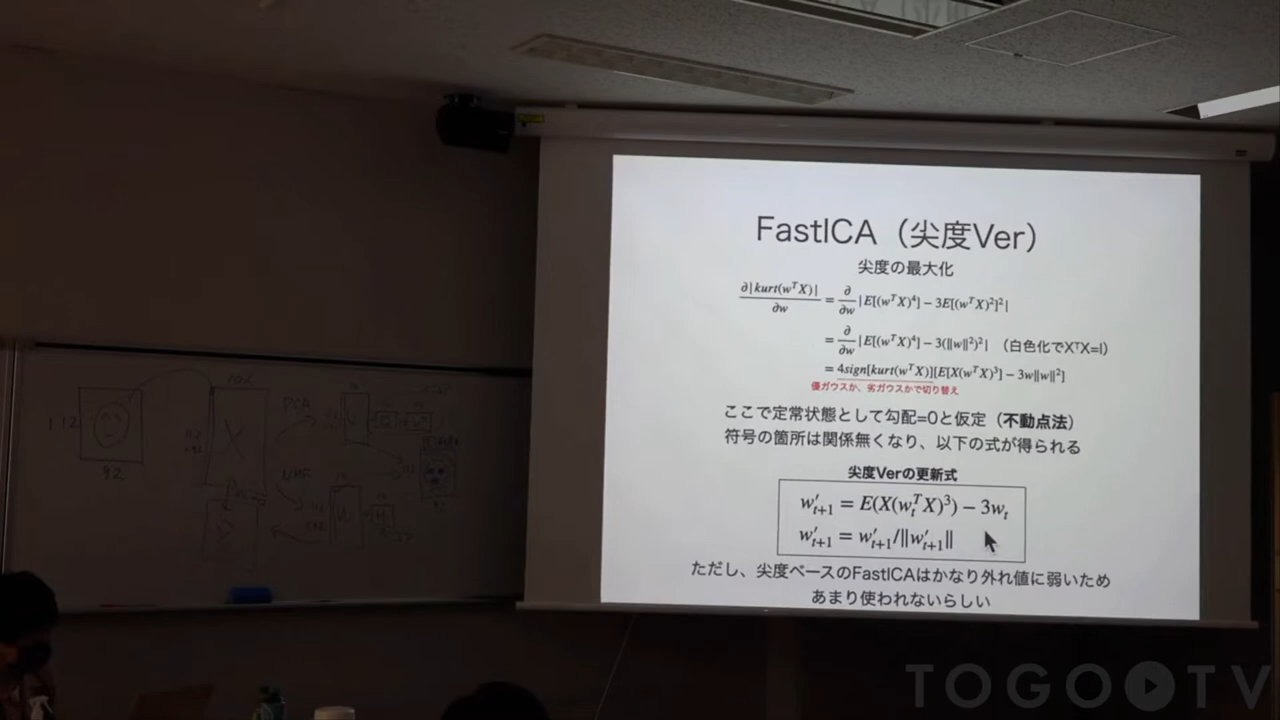 FastICA（尖度Ver）
尖度の最大化
∂|kurt(wᵀX)| / ∂w = ∂/∂w |E[(wᵀX)⁴] − 3E[(wᵀX)²]²|
= ∂/∂w |E[(wᵀX)⁴] − 3(||w||²)²| （白色化でXᵀX=I）
= 4sign[kurt(wᵀX)][E[X(wᵀX)³] − 3w||w||²]
優ガウスか、劣ガウスかで切り替え
ここで定常状態として勾配=0と仮定（不動点法）
符号の箇所は関係無くなり、以下の式が得られる
尖度Verの更新式
w′ₜ₊₁ = E(X(wₜᵀX)³) − 3wₜ
w′ₜ₊₁ = w′ₜ₊₁/||w′ₜ₊₁||
ただし、尖度ベースのFastICAはかなり外れ値に弱いため
あまり使われないらしい
112
92
X
PCA
NMF
TOGO TV